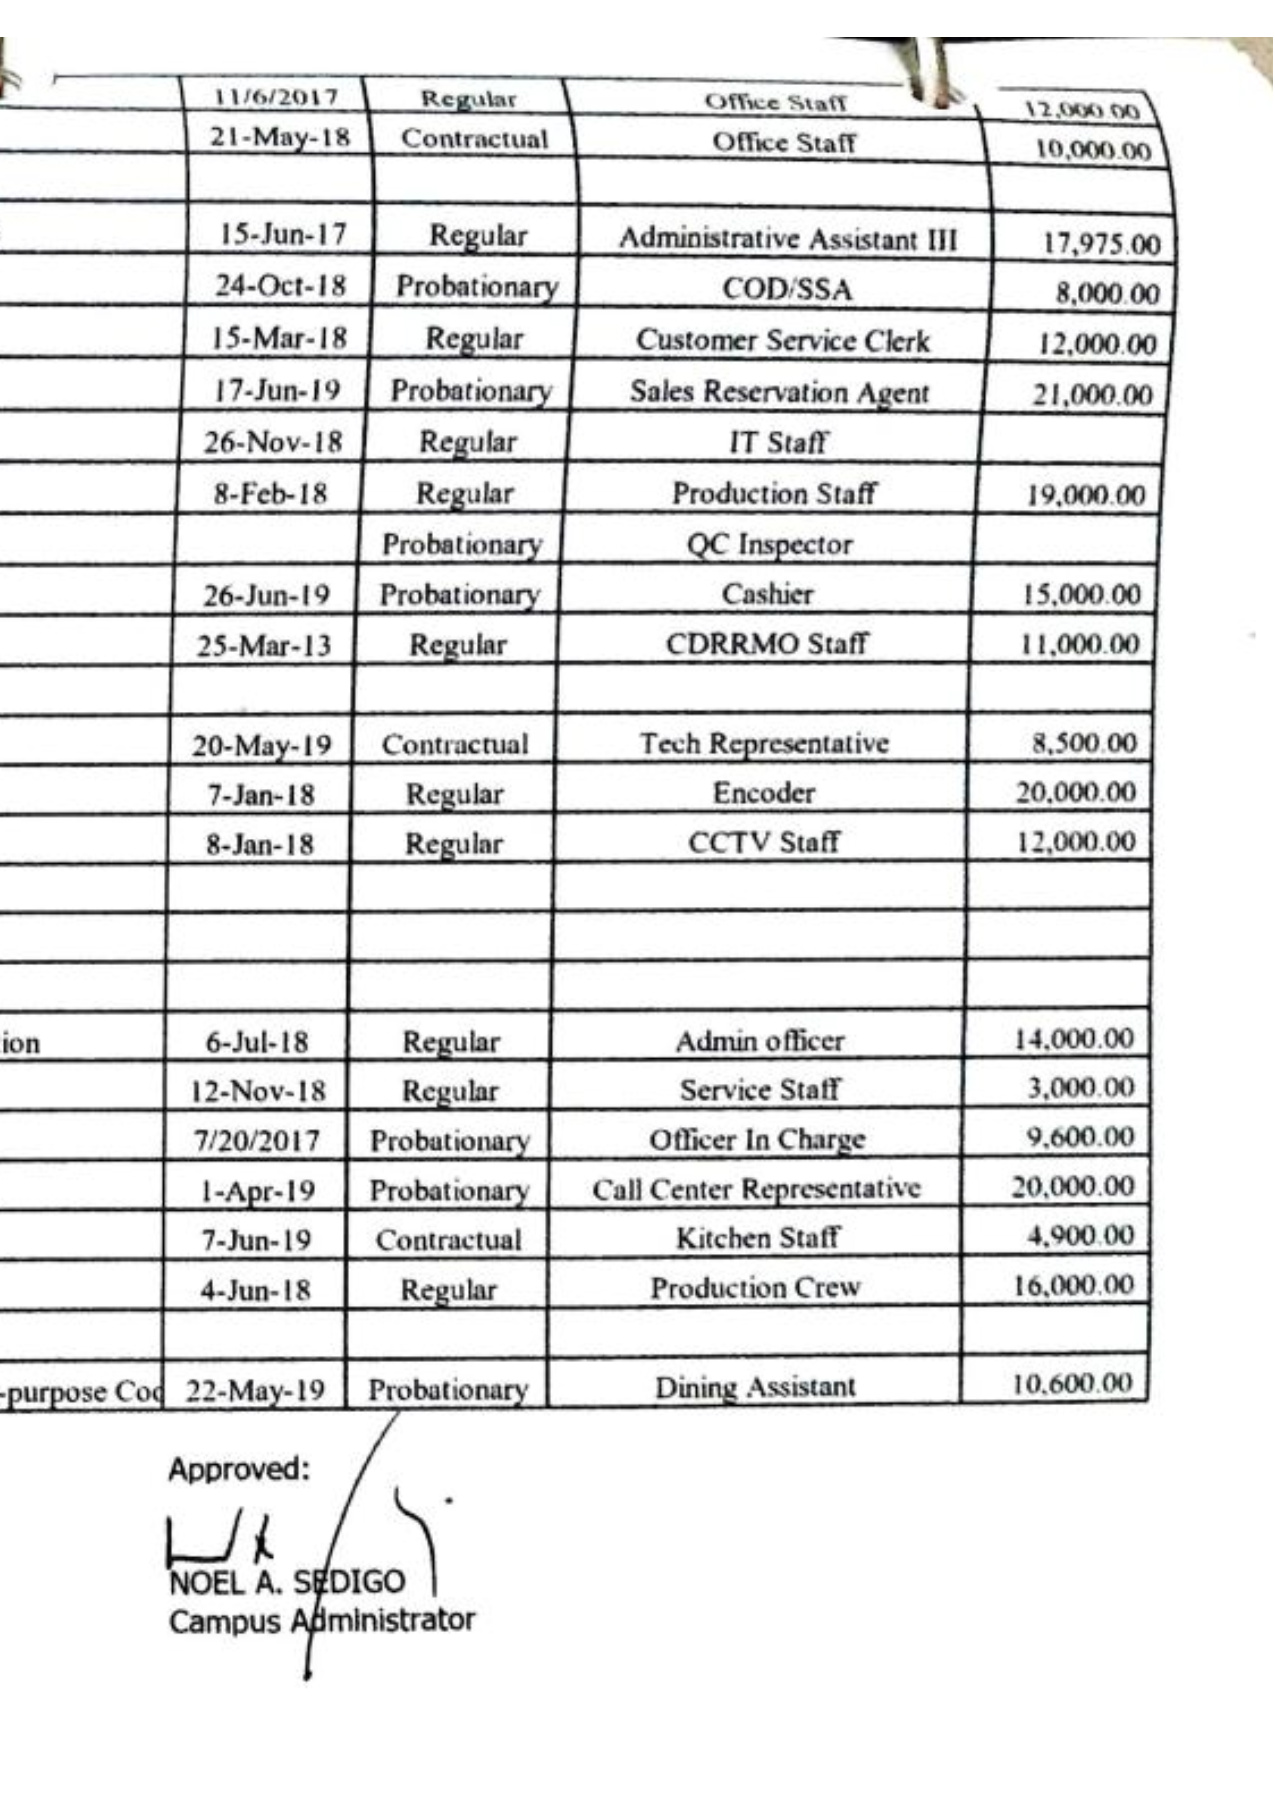 11/6/2017 Regular Office Staff 12,000.00
21-May-18 Contractual Office Staff 10,000.00
15-Jun-17 Regular Administrative Assistant III 17,975.00
24-Oct-18 Probationary COD/SSA 8,000.00
15-Mar-18 Regular Customer Service Clerk 12,000.00
17-Jun-19 Probationary Sales Reservation Agent 21,000.00
26-Nov-18 Regular IT Staff
8-Feb-18 Regular Production Staff 19,000.00
Probationary QC Inspector
26-Jun-19 Probationary Cashier 15,000.00
25-Mar-13 Regular CDRRMO Staff 11,000.00
20-May-19 Contractual Tech Representative 8,500.00
7-Jan-18 Regular Encoder 20,000.00
8-Jan-18 Regular CCTV Staff 12,000.00
ion 6-Jul-18 Regular Admin officer 14,000.00
12-Nov-18 Regular Service Staff 3,000.00
7/20/2017 Probationary Officer In Charge 9,600.00
1-Apr-19 Probationary Call Center Representative 20,000.00
7-Jun-19 Contractual Kitchen Staff 4,900.00
4-Jun-18 Regular Production Crew 16,000.00
-purpose Coo 22-May-19 Probationary Dining Assistant 10,600.00
Approved:
NOEL A. SEDIGO
Campus Administrator